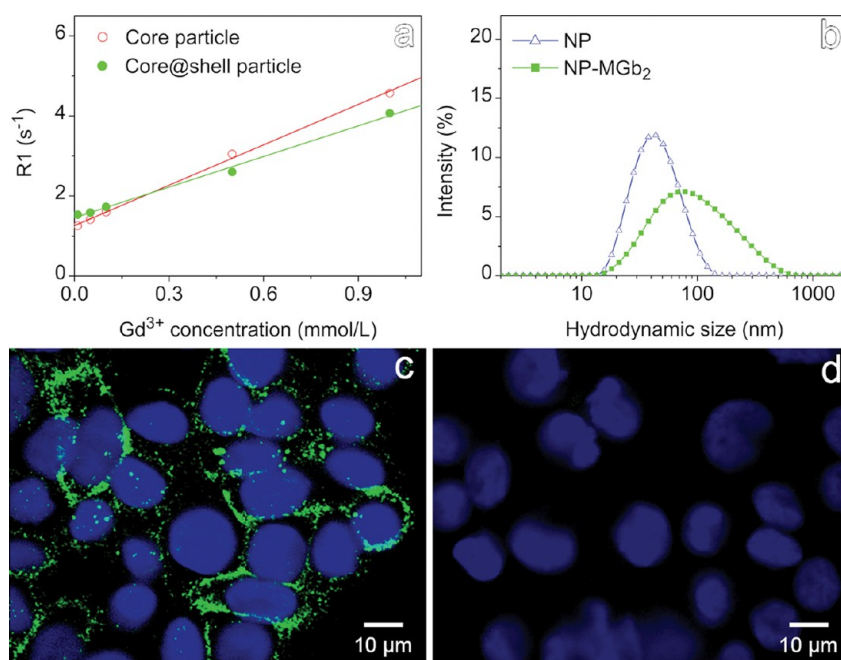 a
Core particle
Core@shell particle
6
4
2
0
R1 (s⁻¹)
0.0 0.3 0.6 0.9
Gd³⁺ concentration (mmol/L)
b
NP
NP-MGb₂
20
15
10
5
0
Intensity (%)
10 100 1000
Hydrodynamic size (nm)
c
10 µm
d
10 µm